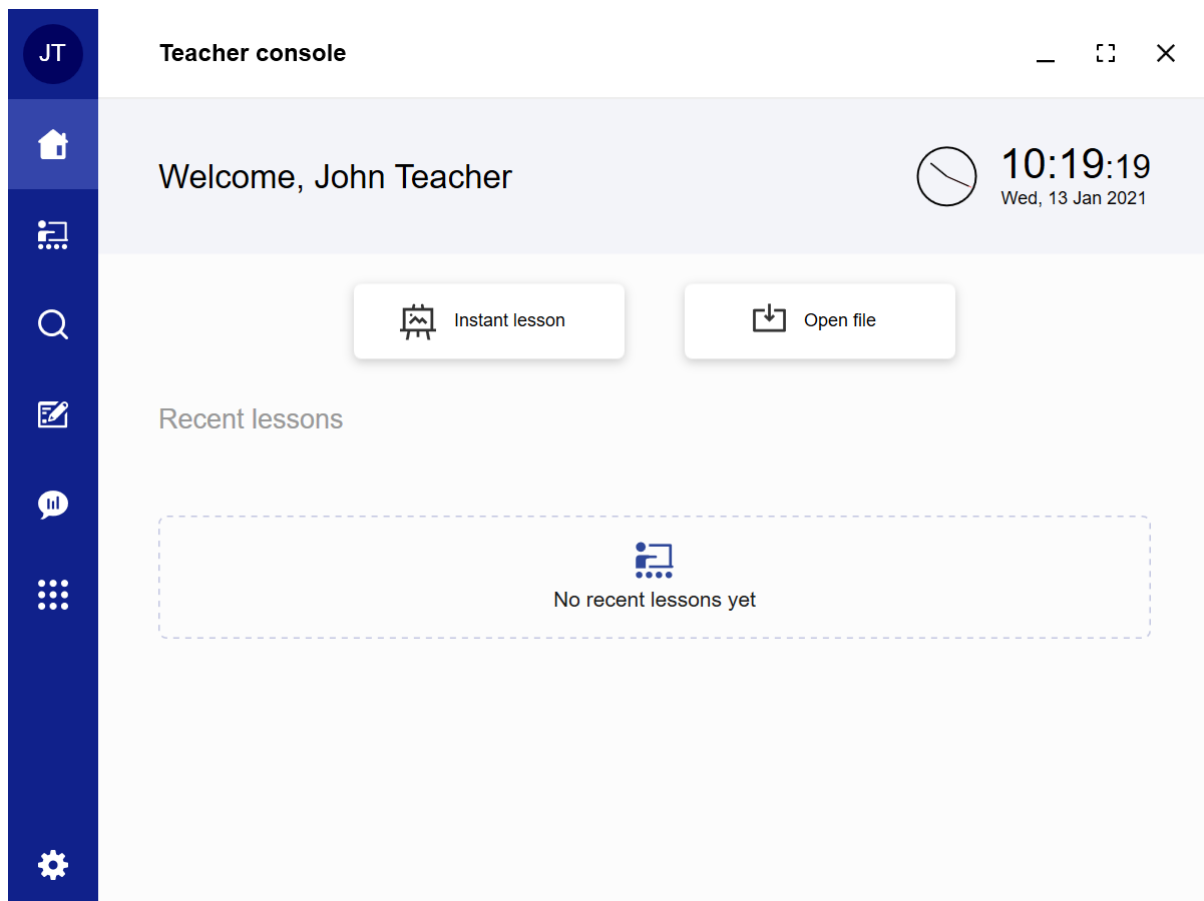 JT
Teacher console
Welcome, John Teacher
10:19:19
Wed, 13 Jan 2021
Instant lesson
Open file
Recent lessons
No recent lessons yet